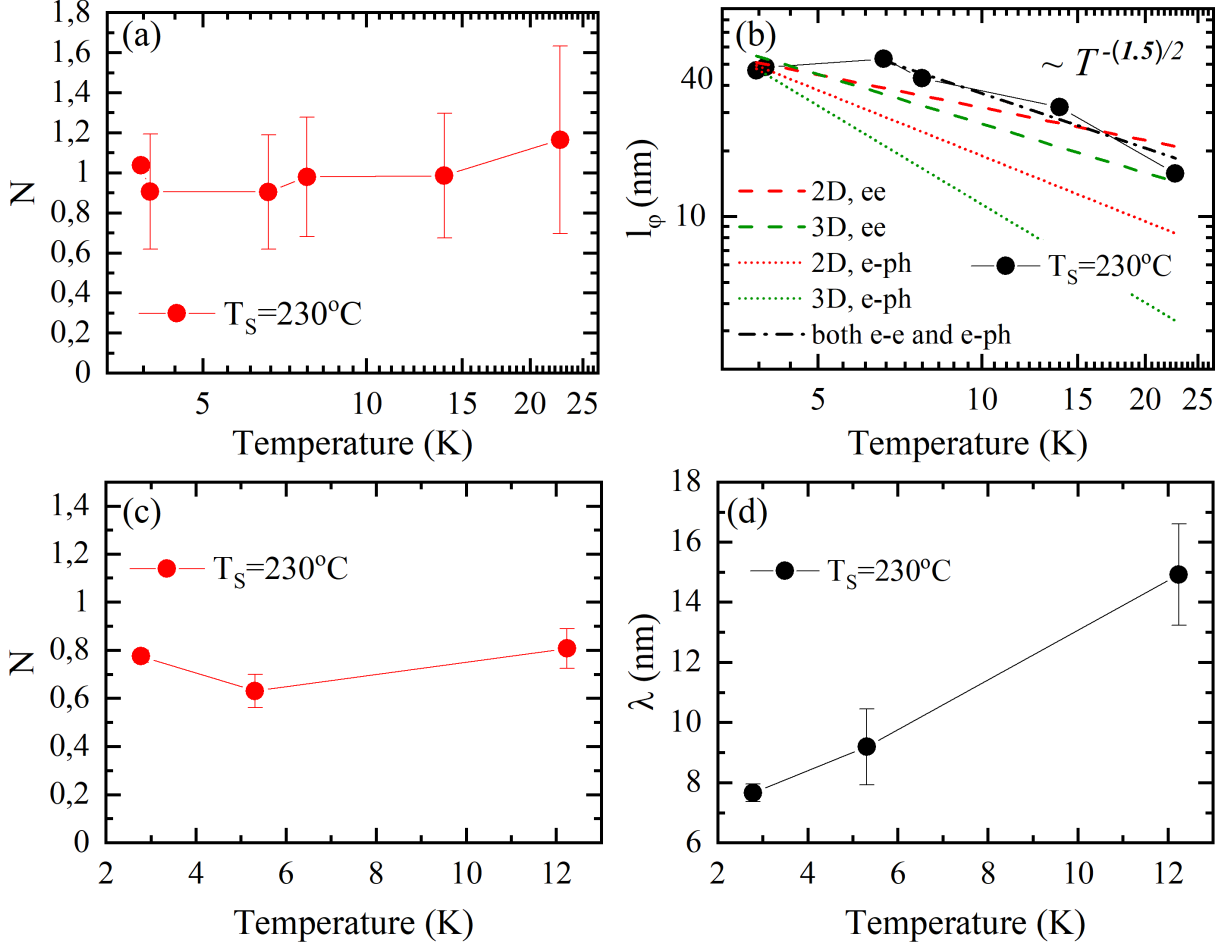 (a)
1,8
1,6
1,4
1,2
1
0,8
0,6
0,4
0,2
0
N
T_S=230°C
5 10 15 20 25
Temperature (K)
(b)
~ T^-(1.5)/2
40
10
l_φ (nm)
2D, ee
3D, ee
2D, e-ph
3D, e-ph
both e-e and e-ph
T_S=230°C
5 10 15 20 25
Temperature (K)
(c)
1,4
1,2
1
0,8
0,6
0,4
0,2
0
N
T_S=230°C
2 4 6 8 10 12
Temperature (K)
(d)
18
16
14
12
10
8
6
λ (nm)
T_S=230°C
2 4 6 8 10 12
Temperature (K)